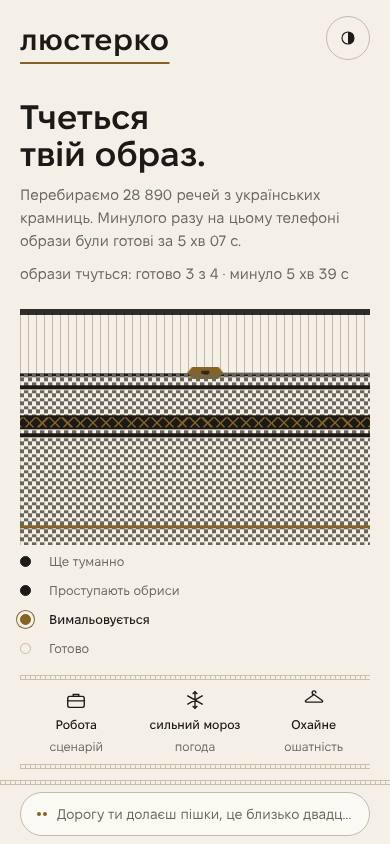 люстерко
Тчеться
твій образ.
Перебираємо 28 890 речей з українських
крамниць. Минулого разу на цьому телефоні
образи були готові за 5 хв 07 с.
образи тчуться: готово 3 з 4 · минуло 5 хв 39 с
Ще туманно
Проступають обриси
Вимальовується
Готово
Робота сильний мороз Охайне
сценарій погода ошатність
Дорогу ти долаєш пішки, це близько двадц...